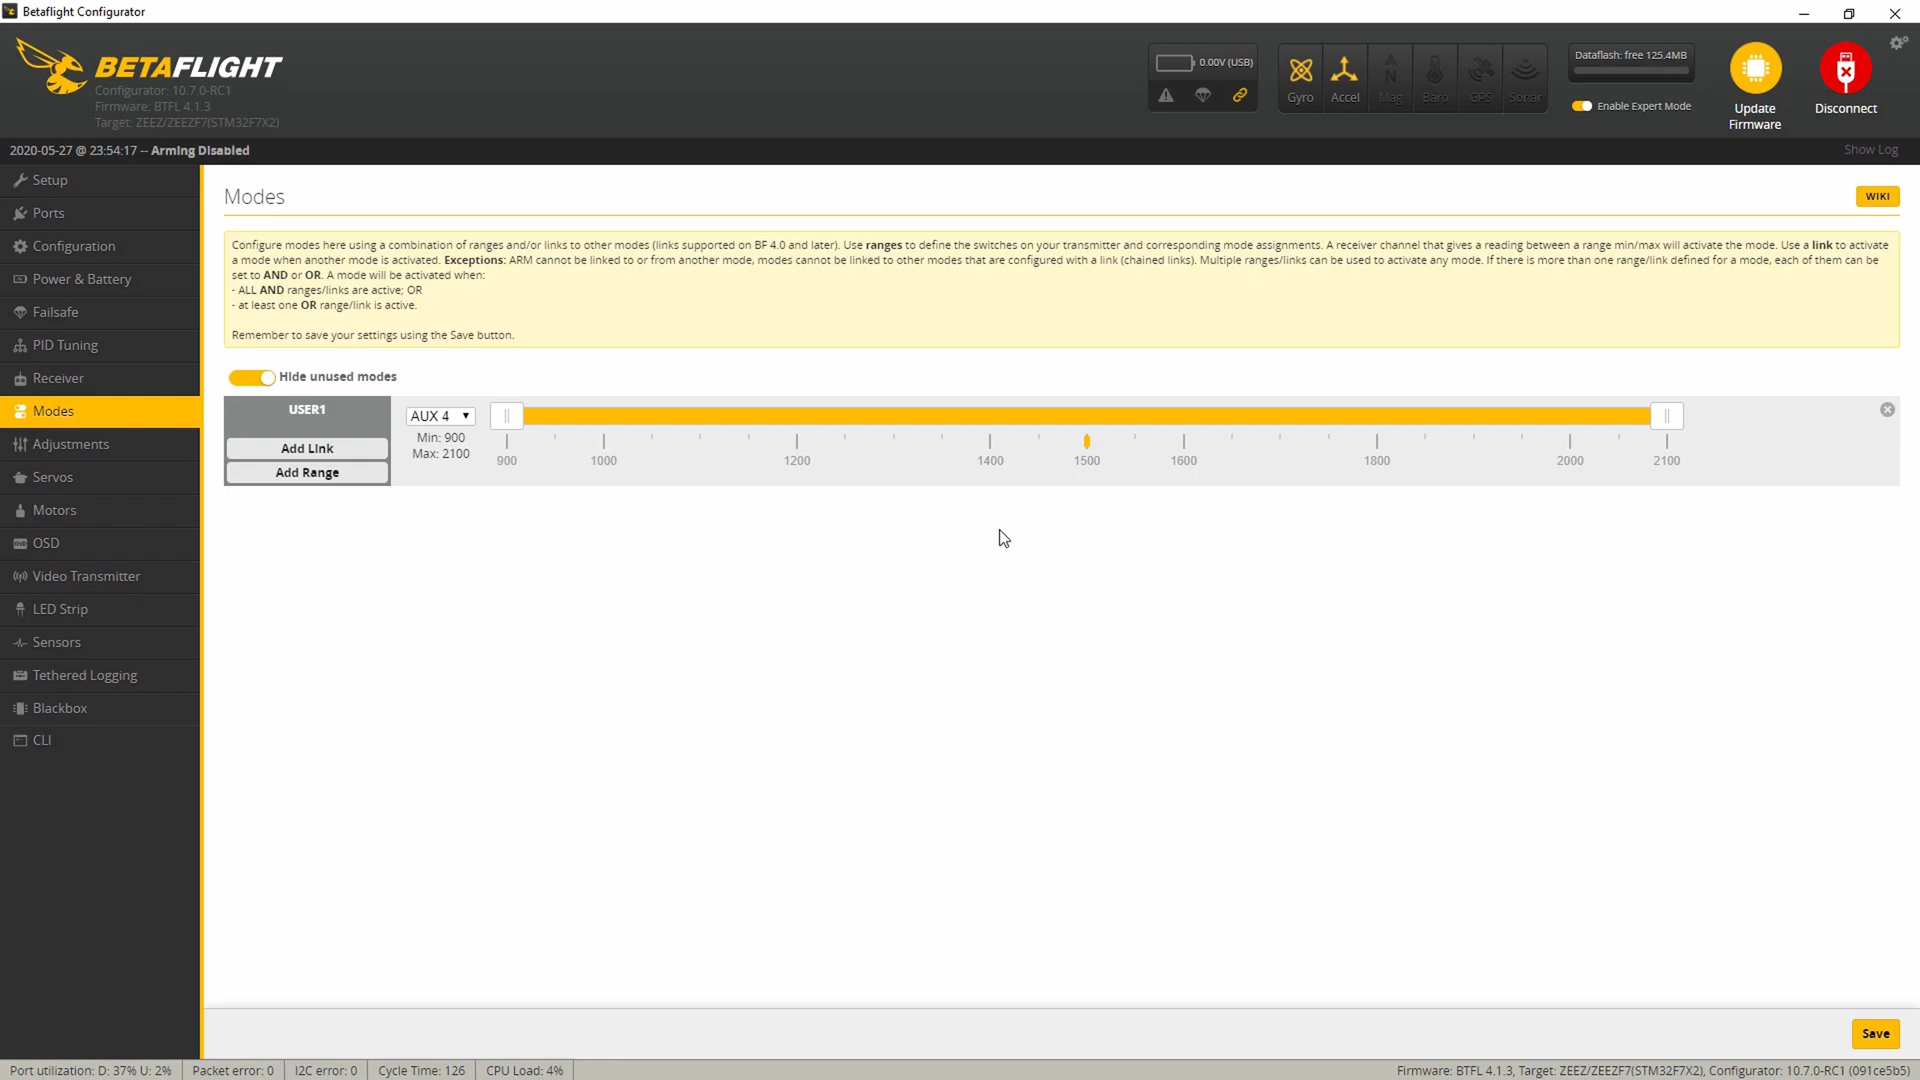 Betaflight Configurator
BETAFLIGHT
Configurator: 10.7.0-RC1
Firmware: BTFL 4.1.3
Target: ZEEZ/ZEEZF7(STM32F7X2)
0.00V (USB)
Gyro
Accel
Mag
Baro
GPS
Sonar
Dataflash: free 125.4MB
Enable Expert Mode
Update
Firmware
Disconnect
2020-05-27 @ 23:54:17 -- Arming Disabled
Show Log
Setup
Ports
Configuration
Power & Battery
Failsafe
PID Tuning
Receiver
Modes
Adjustments
Servos
Motors
OSD
Video Transmitter
LED Strip
Sensors
Tethered Logging
Blackbox
CLI
Modes
WIKI
Configure modes here using a combination of ranges and/or links to other modes (links supported on BF 4.0 and later). Use ranges to define the switches on your transmitter and corresponding mode assignments. A receiver channel that gives a reading between a range min/max will activate the mode. Use a link to activate
a mode when another mode is activated. Exceptions: ARM cannot be linked to or from another mode, modes cannot be linked to other modes that are configured with a link (chained links). Multiple ranges/links can be used to activate any mode. If there is more than one range/link defined for a mode, each of them can be
set to AND or OR. A mode will be activated when:
- ALL AND ranges/links are active; OR
- at least one OR range/link is active.
Remember to save your settings using the Save button.
Hide unused modes
USER1
Add Link
Add Range
AUX 4
Min: 900
Max: 2100
900 1000 1200 1400 1500 1600 1800 2000 2100
Save
Port utilization: D: 37% U: 2% Packet error: 0 I2C error: 0 Cycle Time: 126 CPU Load: 4% Firmware: BTFL 4.1.3, Target: ZEEZ/ZEEZF7(STM32F7X2), Configurator: 10.7.0-RC1 (091ce5b5)